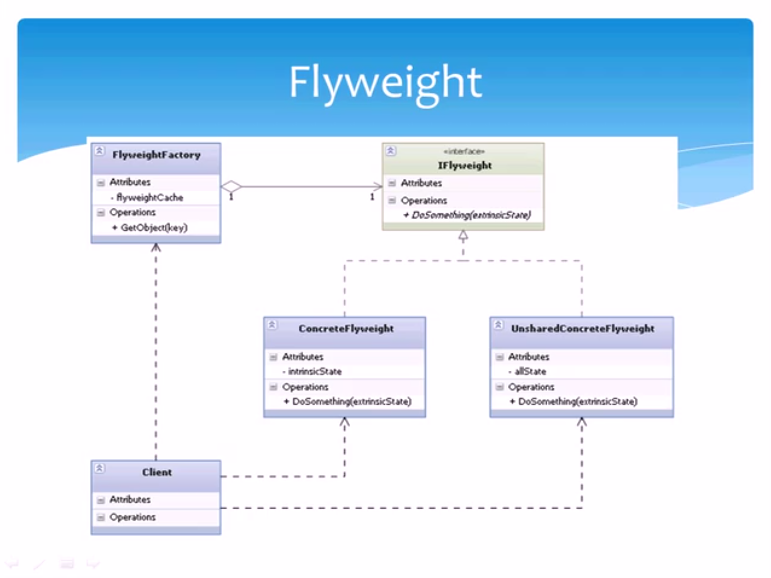 Flyweight
FlyweightFactory
Attributes
- flyweightCache
Operations
+ GetObject(key)
1
1
«interface»
IFlyweight
Attributes
Operations
+ DoSomething(extrinsicState)
ConcreteFlyweight
Attributes
- intrinsicState
Operations
+ DoSomething(extrinsicState)
UnsharedConcreteFlyweight
Attributes
- allState
Operations
+ DoSomething(extrinsicState)
Client
Attributes
Operations